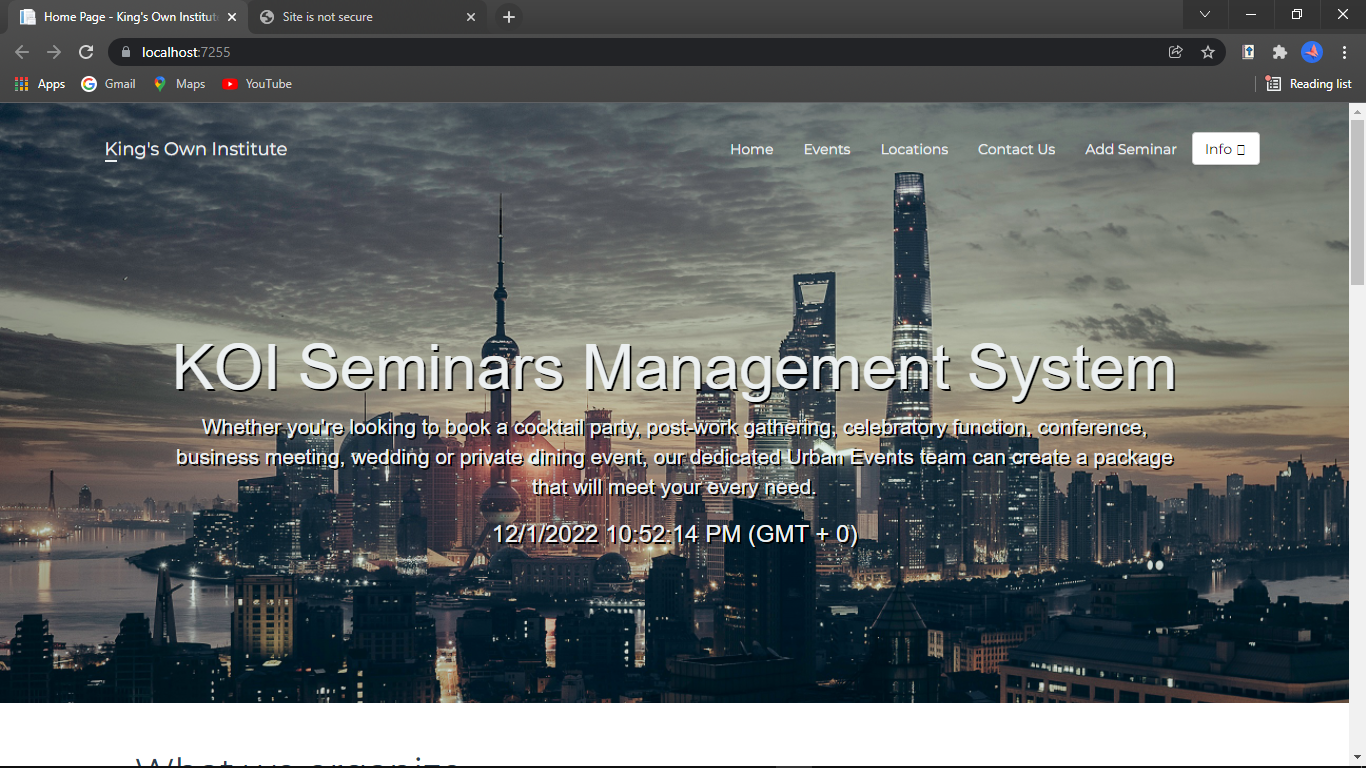 Home Page - King's Own Institut
Site is not secure
localhost:7255
Apps
Gmail
Maps
YouTube
Reading list
King's Own Institute
Home
Events
Locations
Contact Us
Add Seminar
Info
KOI Seminars Management System
Whether you're looking to book a cocktail party, post-work gathering, celebratory function, conference,
business meeting, wedding or private dining event, our dedicated Urban Events team can create a package
that will meet your every need.
12/1/2022 10:52:14 PM (GMT + 0)
What we organize